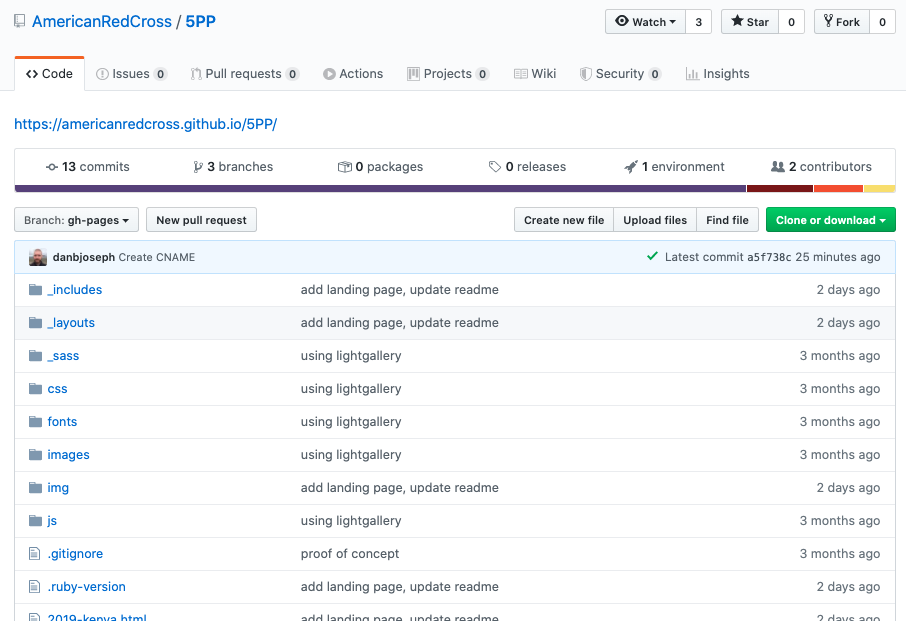 AmericanRedCross / 5PP
Watch 3 Star 0 Fork 0
Code Issues 0 Pull requests 0 Actions Projects 0 Wiki Security 0 Insights
https://americanredcross.github.io/5PP/
13 commits 3 branches 0 packages 0 releases 1 environment 2 contributors
Branch: gh-pages New pull request Create new file Upload files Find file Clone or download
danbjoseph Create CNAME Latest commit a5f738c 25 minutes ago
_includes add landing page, update readme 2 days ago
_layouts add landing page, update readme 2 days ago
_sass using lightgallery 3 months ago
css using lightgallery 3 months ago
fonts using lightgallery 3 months ago
images using lightgallery 3 months ago
img add landing page, update readme 2 days ago
js using lightgallery 3 months ago
.gitignore proof of concept 3 months ago
.ruby-version add landing page, update readme 2 days ago
2019-kenya.html add landing page, update readme 2 days ago